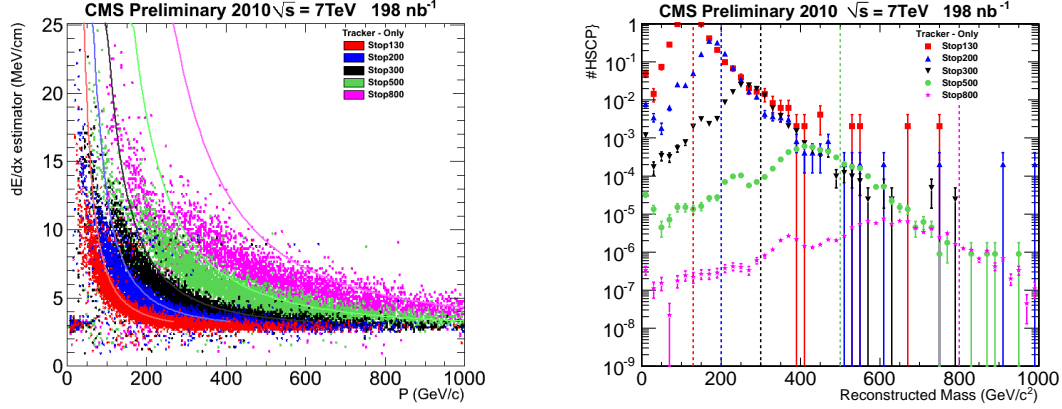 CMS Preliminary 2010 √s = 7TeV 198 nb-1
dE/dx estimator (MeV/cm)
25
20
15
10
5
0
Tracker - Only
Stop130
Stop200
Stop300
Stop500
Stop800
0 200 400 600 800 1000
P (GeV/c)
CMS Preliminary 2010 √s = 7TeV 198 nb-1
#HSCP}
1
10-1
10-2
10-3
10-4
10-5
10-6
10-7
10-8
10-9
Tracker - Only
Stop130
Stop200
Stop300
Stop500
Stop800
0 200 400 600 800 1000
Reconstructed Mass (GeV/c2)